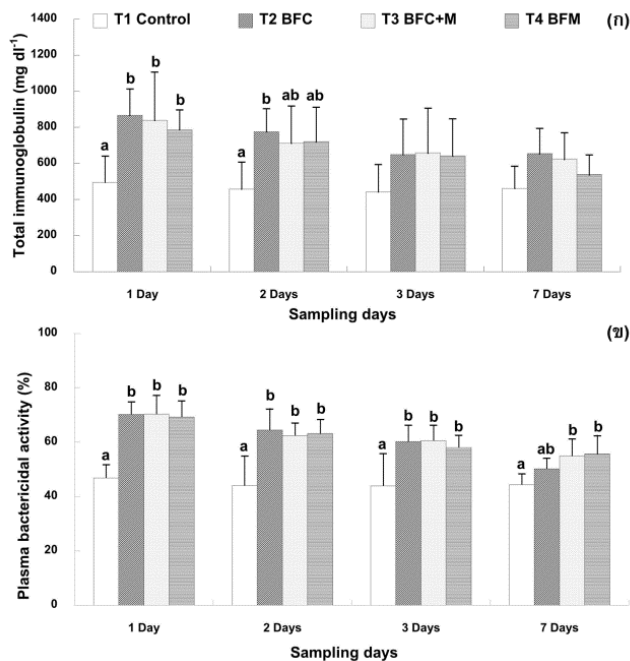 T1 Control T2 BFC T3 BFC+M T4 BFM (ก)
Total immunoglobulin (mg dl⁻¹)
1400
1200
1000
800
600
400
200
0
a b b b
a b ab ab
1 Day 2 Days 3 Days 7 Days
Sampling days
(ข)
Plasma bactericidal activity (%)
100
80
60
40
20
0
a b b b
a b b b
a b b b
a ab b b
1 Day 2 Days 3 Days 7 Days
Sampling days